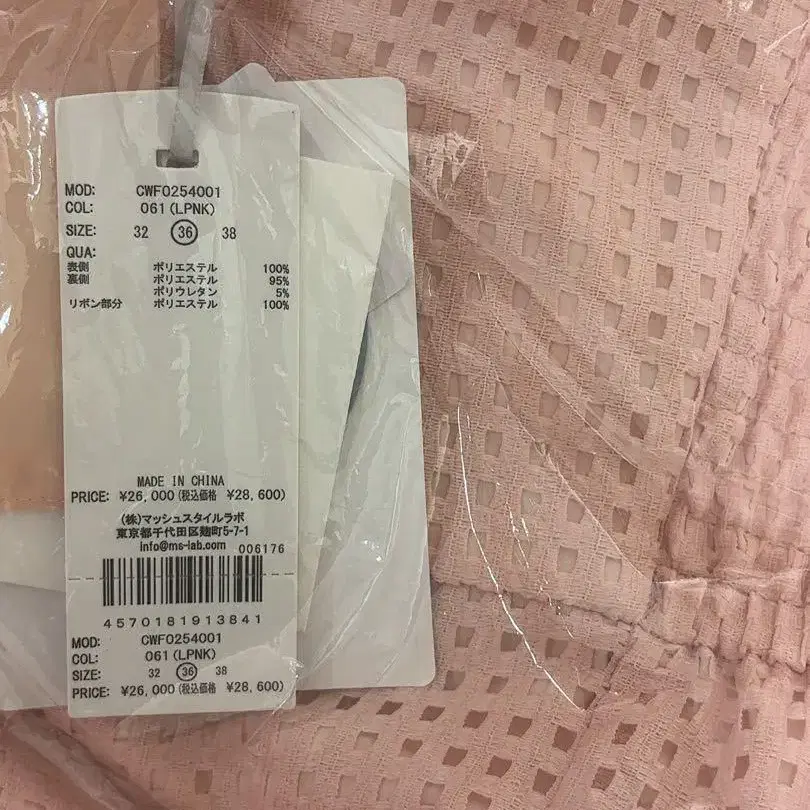 MOD: CWF0254001
COL: 061(LPNK)
SIZE: 32 36 38
QUA:
表側 ポリエステル 100%
裏側 ポリエステル 95%
ポリウレタン 5%
リボン部分 ポリエステル 100%
MADE IN CHINA
PRICE: ¥26,000(税込価格 ¥28,600)
(株)マッシュスタイルラボ
東京都千代田区麹町5-7-1
info@ms-lab.com 006176
4570181913841
MOD: CWF0254001
COL: 061(LPNK)
SIZE: 32 36 38
PRICE: ¥26,000(税込価格 ¥28,600)